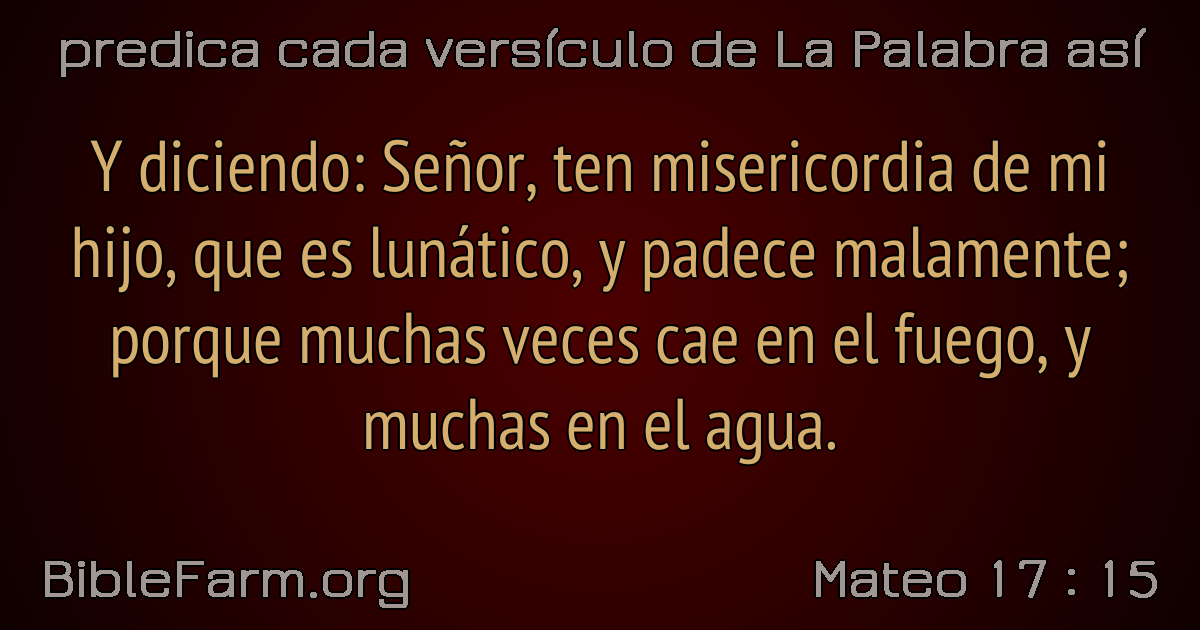 predica cada versículo de La Palabra así
Y diciendo: Señor, ten misericordia de mi
hijo, que es lunático, y padece malamente;
porque muchas veces cae en el fuego, y
muchas en el agua.
BibleFarm.org
Mateo 17 : 15